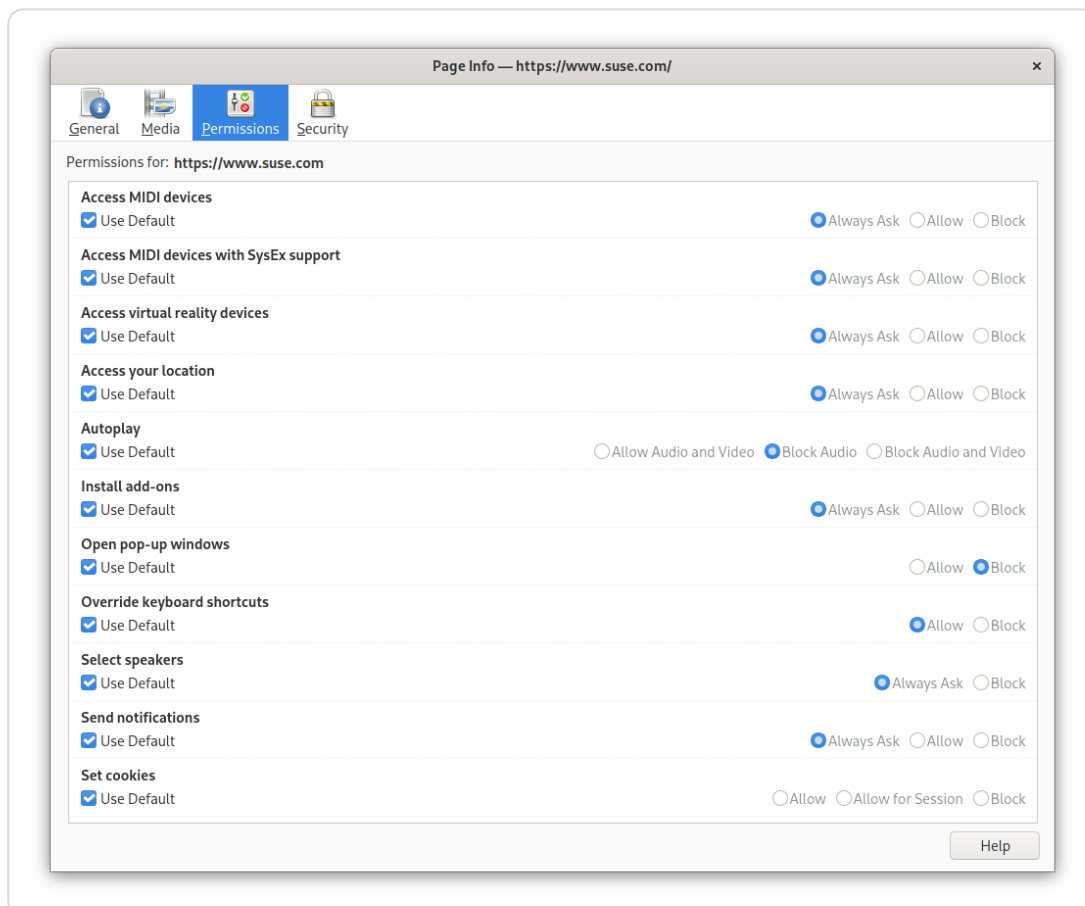 Page Info — https://www.suse.com/ ×
General Media Permissions Security
Permissions for: https://www.suse.com
Access MIDI devices
Use Default Always Ask Allow Block
Access MIDI devices with SysEx support
Use Default Always Ask Allow Block
Access virtual reality devices
Use Default Always Ask Allow Block
Access your location
Use Default Always Ask Allow Block
Autoplay
Use Default Allow Audio and Video Block Audio Block Audio and Video
Install add-ons
Use Default Always Ask Allow Block
Open pop-up windows
Use Default Allow Block
Override keyboard shortcuts
Use Default Allow Block
Select speakers
Use Default Always Ask Block
Send notifications
Use Default Always Ask Allow Block
Set cookies
Use Default Allow Allow for Session Block
Help